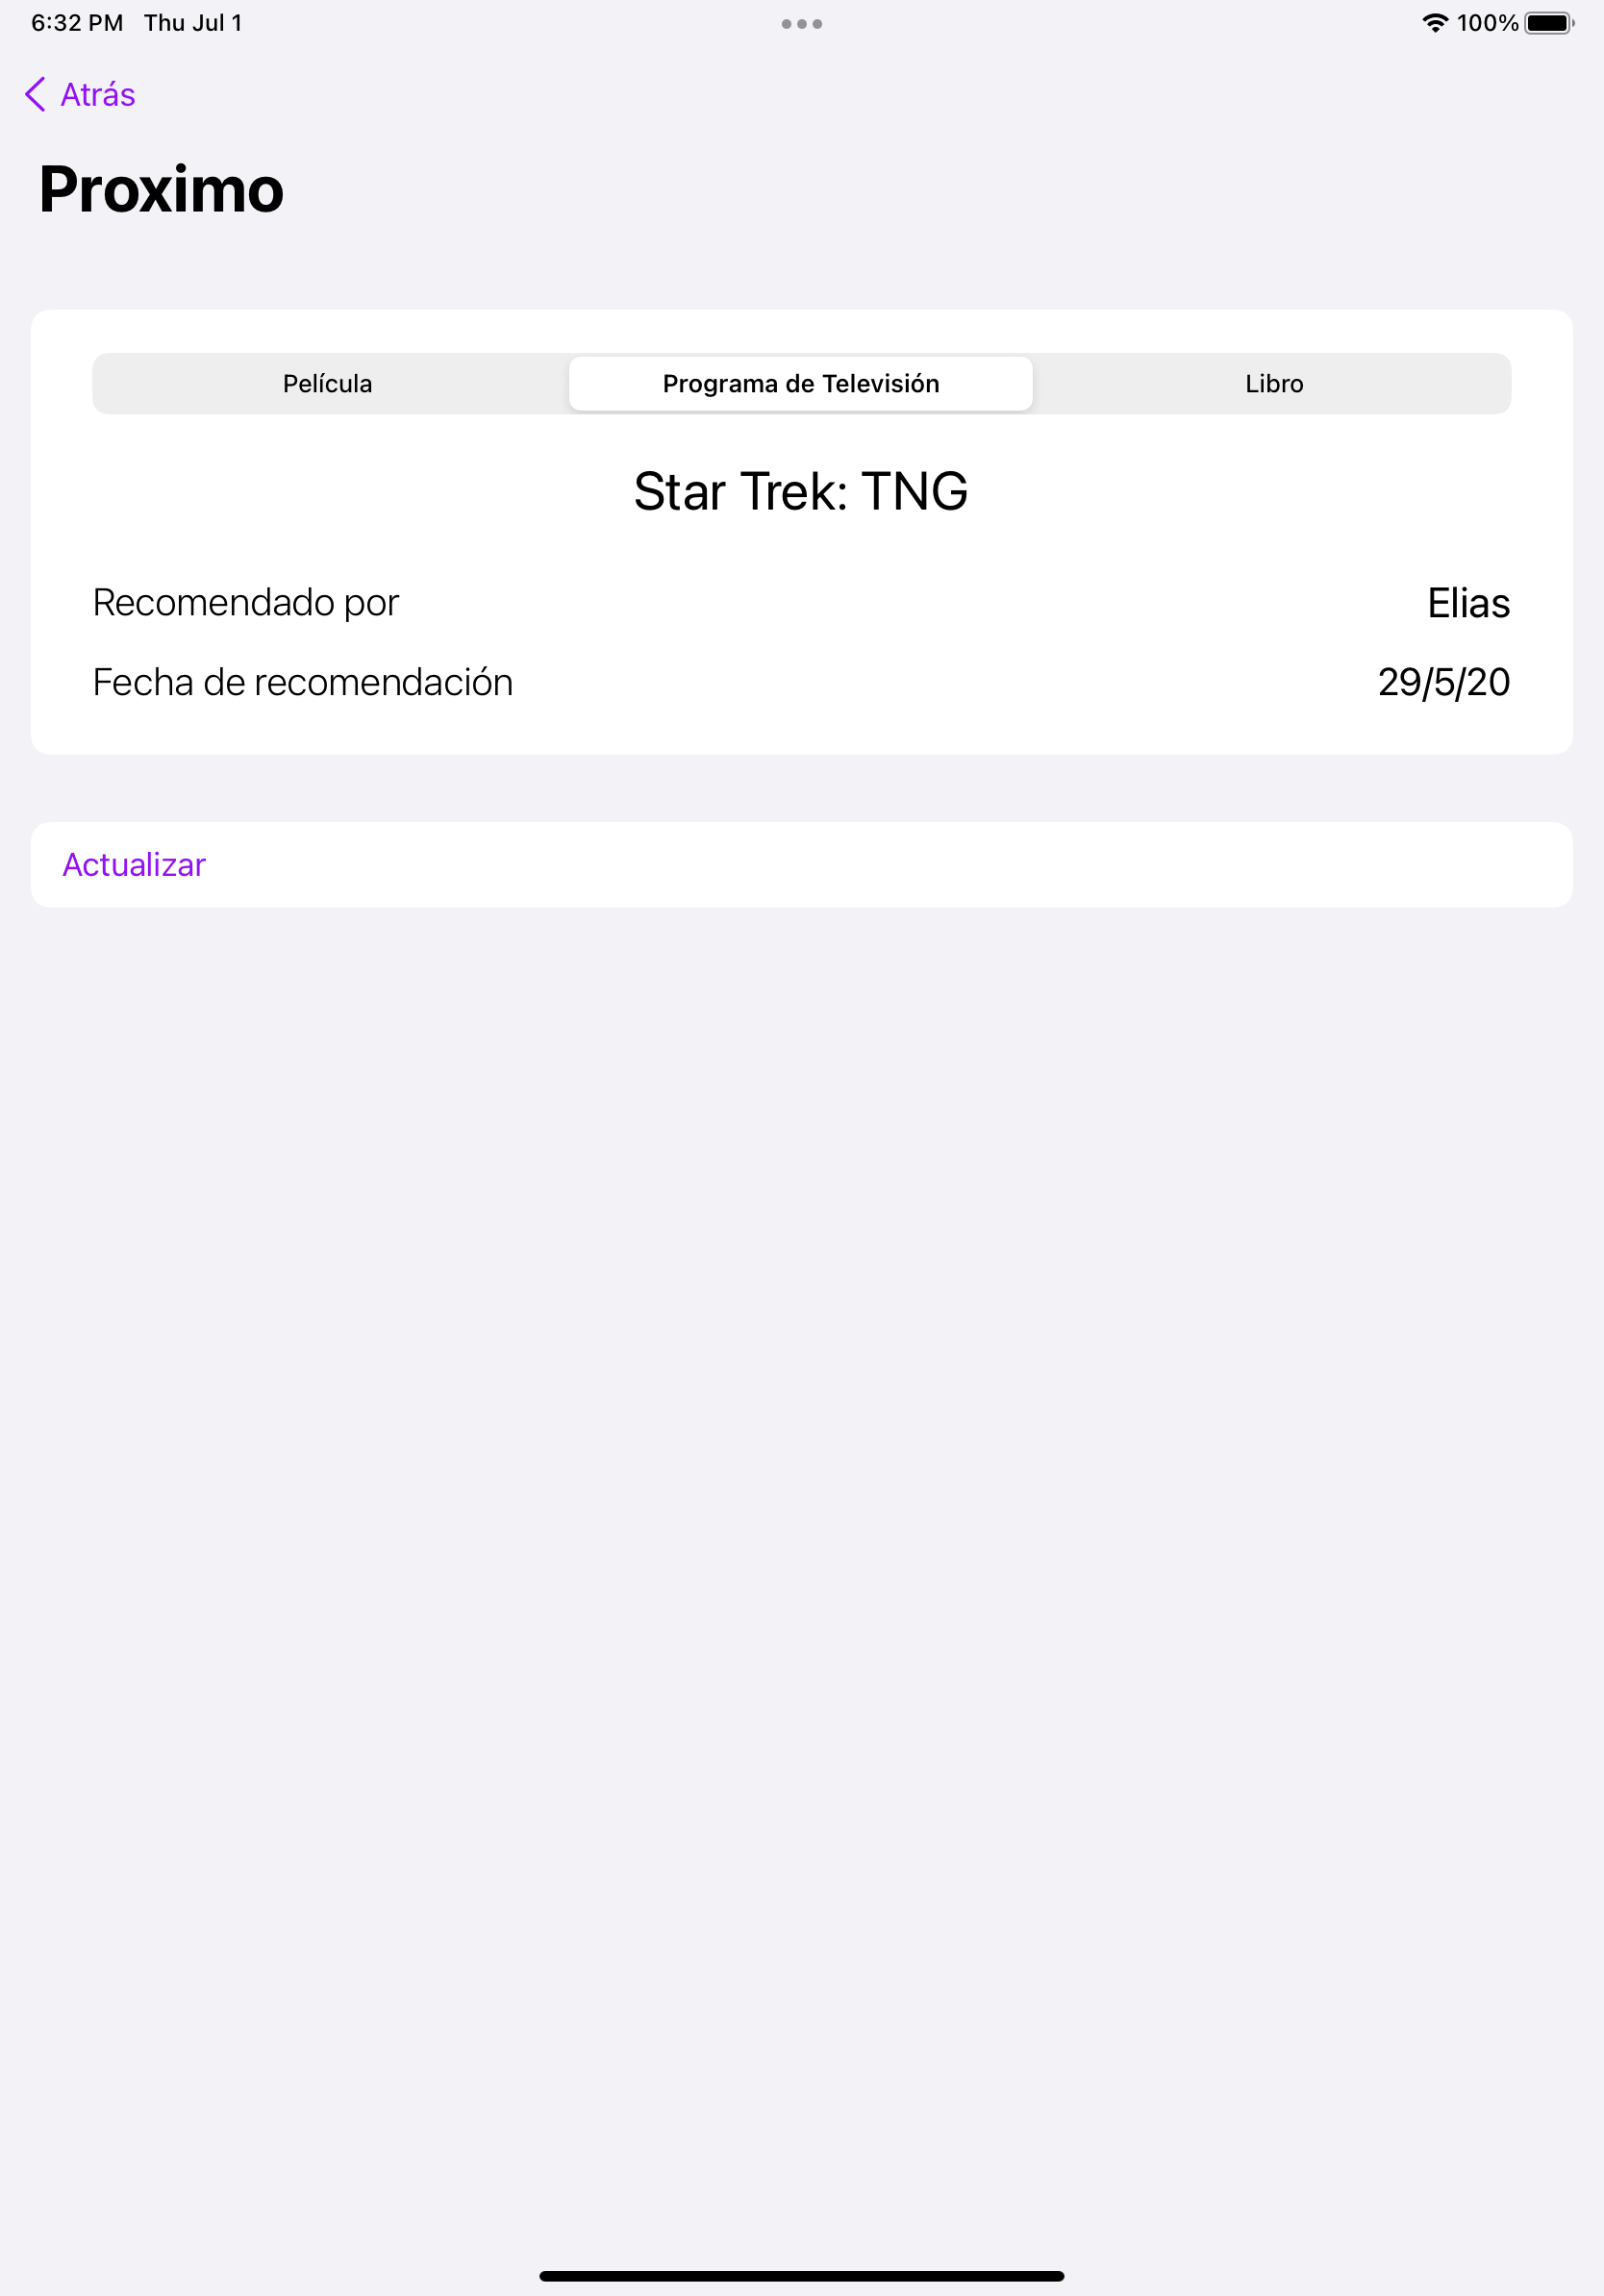 6:32 PM Thu Jul 1 100%
Atrás
Proximo
Película Programa de Televisión Libro
Star Trek: TNG
Recomendado por Elias
Fecha de recomendación 29/5/20
Actualizar